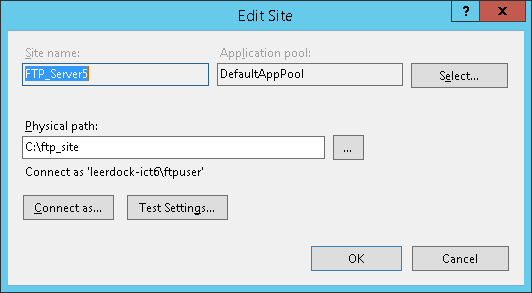 Edit Site
?
X
Site name:
Application pool:
FTP_Server5
DefaultAppPool
Select...
Physical path:
C:\ftp_site
...
Connect as 'leerdock-ict6\ftpuser'
Connect as...
Test Settings...
OK
Cancel